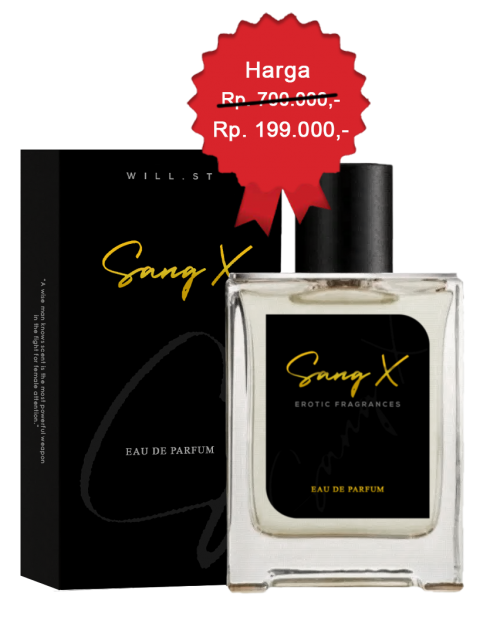 Harga
Rp. 700.000,-
Rp. 199.000,-
WILL.ST
Sang X
"A wise man knows scent is the most powerful weapon
in the fight for female attention."
EAU DE PARFUM
Sang X
EROTIC FRAGRANCES
EAU DE PARFUM